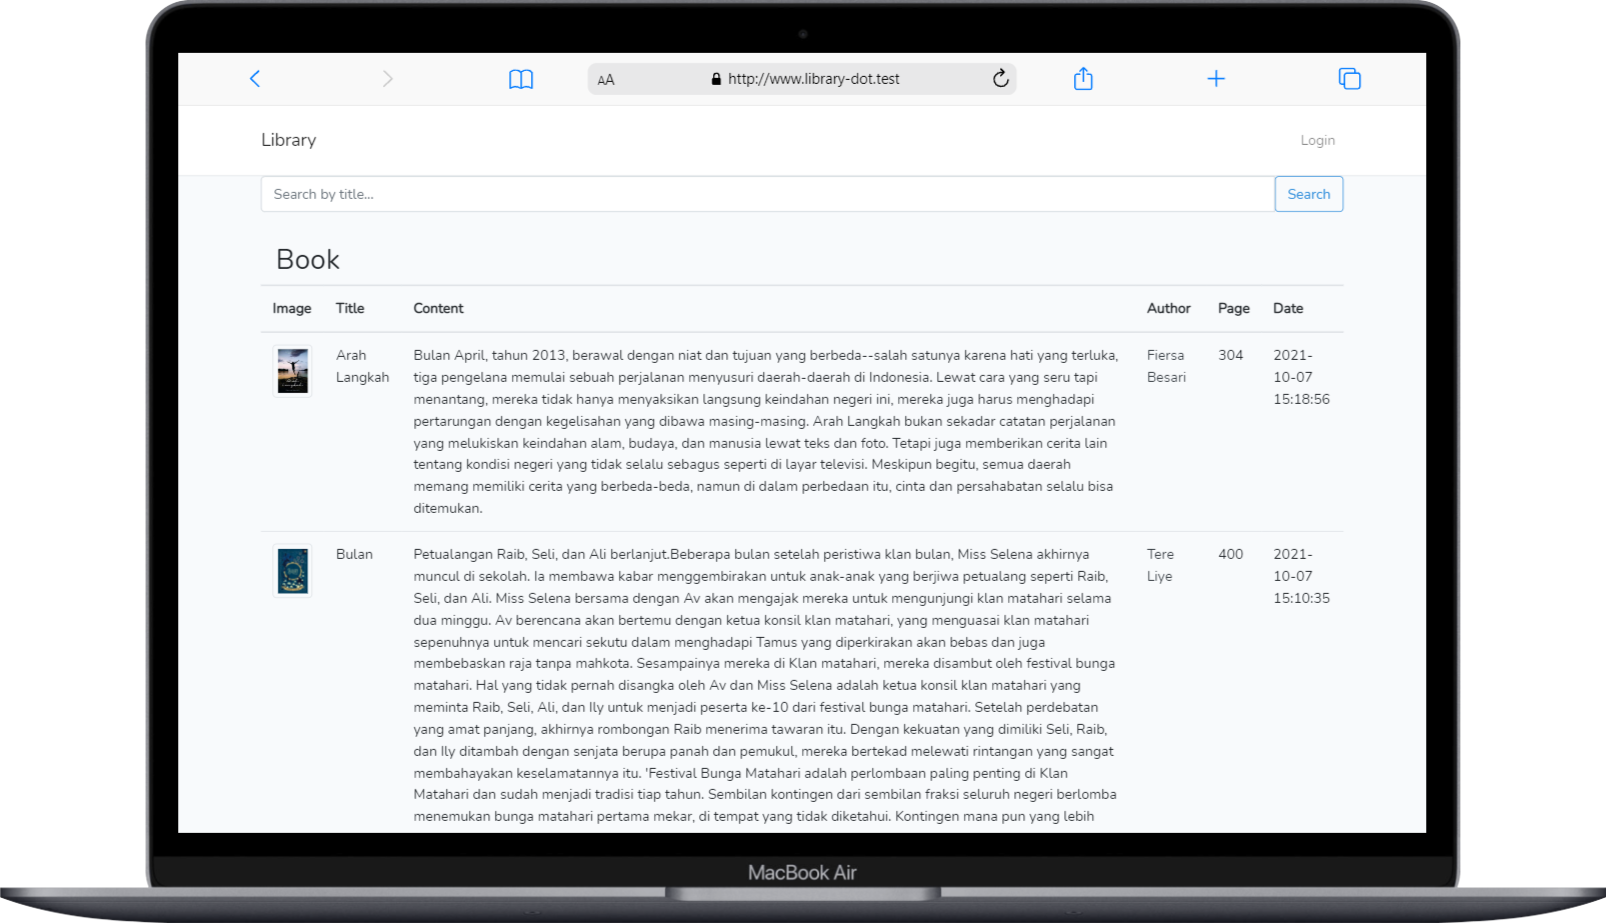 AA http://www.library-dot.test
Library Login
Search by title... Search
Book
Image Title Content Author Page Date
Arah
Langkah
Bulan April, tahun 2013, berawal dengan niat dan tujuan yang berbeda--salah satunya karena hati yang terluka,
tiga pengelana memulai sebuah perjalanan menyusuri daerah-daerah di Indonesia. Lewat cara yang seru tapi
menantang, mereka tidak hanya menyaksikan langsung keindahan negeri ini, mereka juga harus menghadapi
pertarungan dengan kegelisahan yang dibawa masing-masing. Arah Langkah bukan sekadar catatan perjalanan
yang melukiskan keindahan alam, budaya, dan manusia lewat teks dan foto. Tetapi juga memberikan cerita lain
tentang kondisi negeri yang tidak selalu sebagus seperti di layar televisi. Meskipun begitu, semua daerah
memang memiliki cerita yang berbeda-beda, namun di dalam perbedaan itu, cinta dan persahabatan selalu bisa
ditemukan.
Fiersa
Besari
304
2021-
10-07
15:18:56
Bulan
Petualangan Raib, Seli, dan Ali berlanjut.Beberapa bulan setelah peristiwa klan bulan, Miss Selena akhirnya
muncul di sekolah. Ia membawa kabar menggembirakan untuk anak-anak yang berjiwa petualang seperti Raib,
Seli, dan Ali. Miss Selena bersama dengan Av akan mengajak mereka untuk mengunjungi klan matahari selama
dua minggu. Av berencana akan bertemu dengan ketua konsil klan matahari, yang menguasai klan matahari
sepenuhnya untuk mencari sekutu dalam menghadapi Tamus yang diperkirakan akan bebas dan juga
membebaskan raja tanpa mahkota. Sesampainya mereka di Klan matahari, mereka disambut oleh festival bunga
matahari. Hal yang tidak pernah disangka oleh Av dan Miss Selena adalah ketua konsil klan matahari yang
meminta Raib, Seli, Ali, dan Ily untuk menjadi peserta ke-10 dari festival bunga matahari. Setelah perdebatan
yang amat panjang, akhirnya rombongan Raib menerima tawaran itu. Dengan kekuatan yang dimiliki Seli, Raib,
dan Ily ditambah dengan senjata berupa panah dan pemukul, mereka bertekad melewati rintangan yang sangat
membahayakan keselamatannya itu. 'Festival Bunga Matahari adalah perlombaan paling penting di Klan
Matahari dan sudah menjadi tradisi tiap tahun. Sembilan kontingen dari sembilan fraksi seluruh negeri berlomba
menemukan bunga matahari pertama mekar, di tempat yang tidak diketahui. Kontingen mana pun yang lebih
Tere
Liye
400
2021-
10-07
15:10:35
MacBook Air